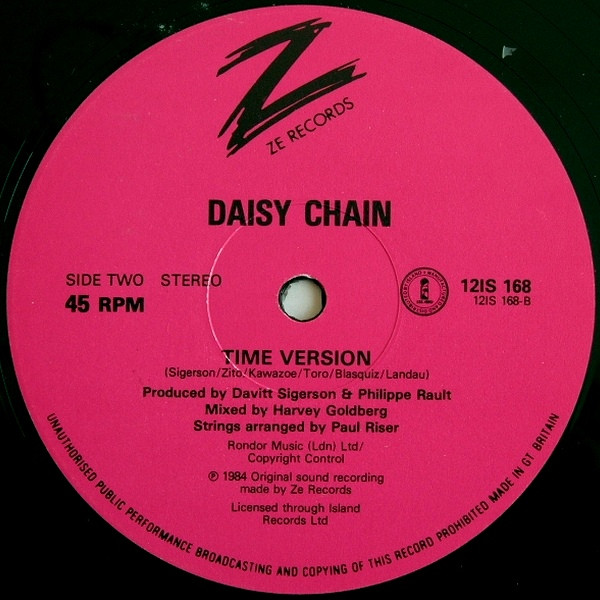 Z
ZE RECORDS
DAISY CHAIN
SIDE TWO STEREO
45 RPM
12IS 168
12IS 168-B
TIME VERSION
(Sigerson/Zito/Kawazoe/Toro/Blasquiz/Landau)
Produced by Davitt Sigerson & Philippe Rault
Mixed by Harvey Goldberg
Strings arranged by Paul Riser
Rondor Music (Ldn) Ltd/
Copyright Control
℗ 1984 Original sound recording
made by Ze Records
Licensed through Island
Records Ltd
UNAUTHORISED PUBLIC PERFORMANCE BROADCASTING AND COPYING OF THIS RECORD PROHIBITED MADE IN GT BRITAIN